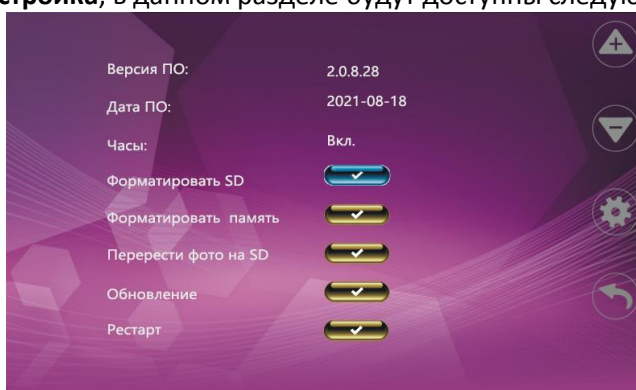 стройка, в данном разделе будут доступны следую
Версия ПО: 2.0.8.28
Дата ПО: 2021-08-18
Часы: Вкл.
Форматировать SD
Форматировать память
Перерести фото на SD
Обновление
Рестарт